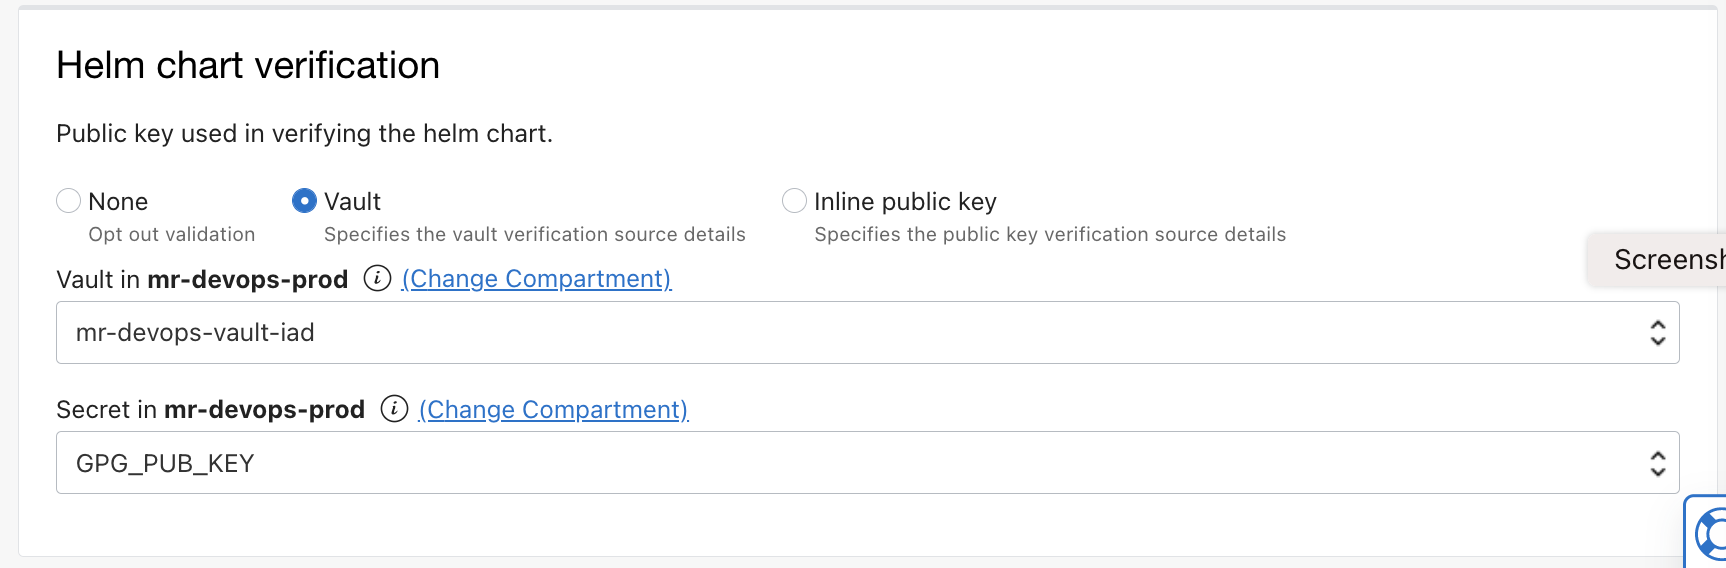 Helm chart verification
Public key used in verifying the helm chart.
None
Opt out validation
Vault
Specifies the vault verification source details
Inline public key
Specifies the public key verification source details
Vault in mr-devops-prod i (Change Compartment)
mr-devops-vault-iad
Secret in mr-devops-prod i (Change Compartment)
GPG_PUB_KEY